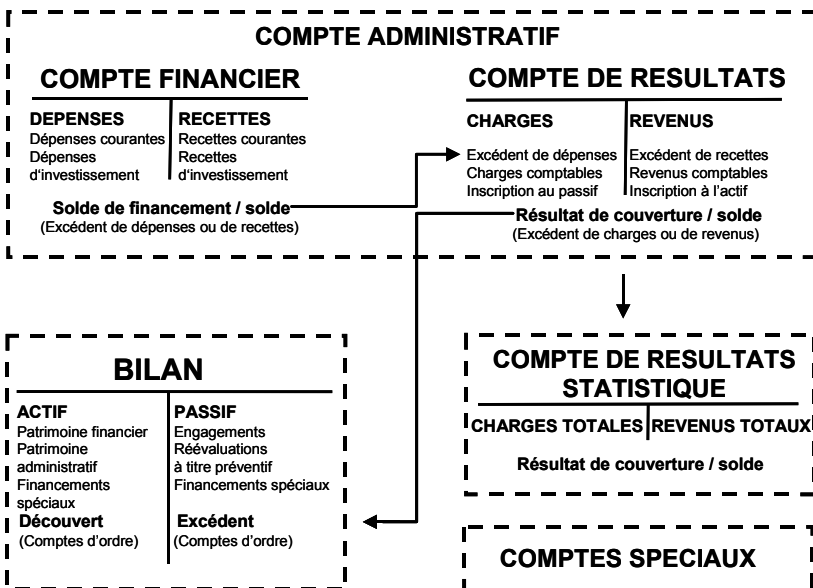 COMPTE ADMINISTRATIF
COMPTE FINANCIER
DEPENSES
Dépenses courantes
Dépenses
d'investissement
RECETTES
Recettes courantes
Recettes
d'investissement
Solde de financement / solde
(Excédent de dépenses ou de recettes)
COMPTE DE RESULTATS
CHARGES
Excédent de dépenses
Charges comptables
Inscription au passif
REVENUS
Excédent de recettes
Revenus comptables
Inscription à l'actif
Résultat de couverture / solde
(Excédent de charges ou de revenus)
BILAN
ACTIF
Patrimoine financier
Patrimoine
administratif
Financements
spéciaux
Découvert
(Comptes d'ordre)
PASSIF
Engagements
Réévaluations
à titre préventif
Financements spéciaux
Excédent
(Comptes d'ordre)
COMPTE DE RESULTATS
STATISTIQUE
CHARGES TOTALES
REVENUS TOTAUX
Résultat de couverture / solde
COMPTES SPECIAUX